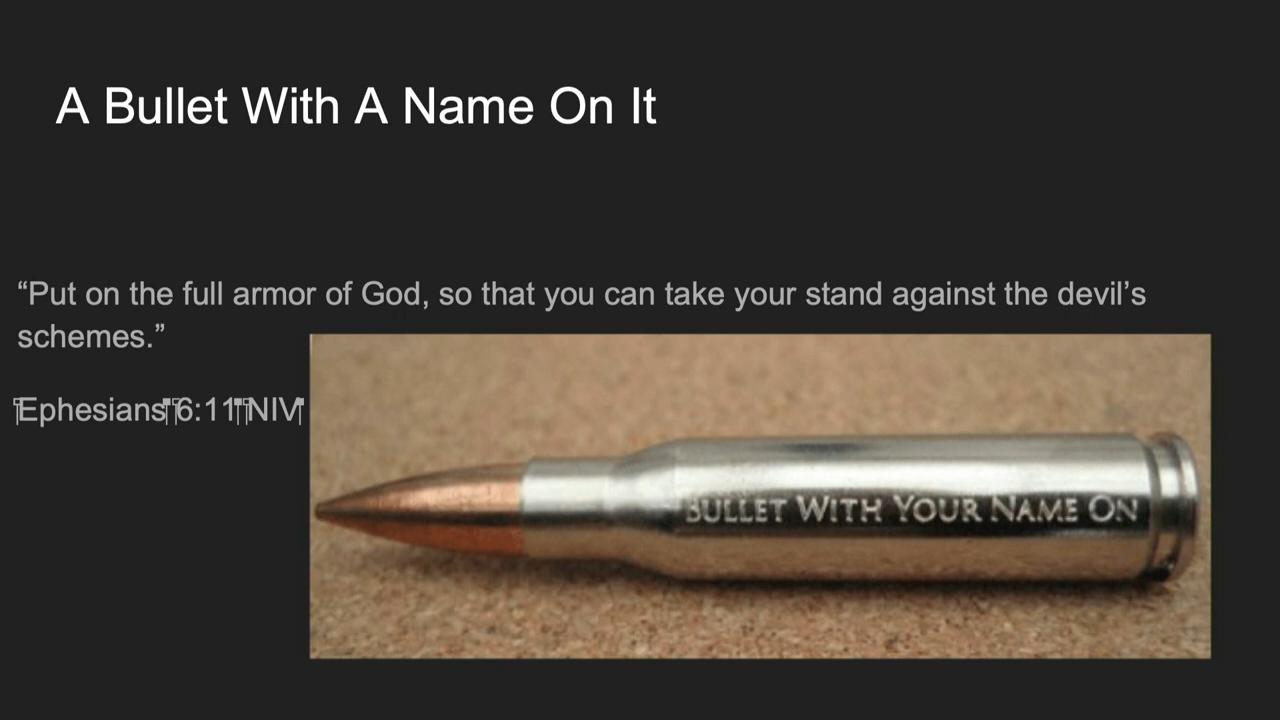 A Bullet With A Name On It
“Put on the full armor of God, so that you can take your stand against the devil’s
schemes.”
Ephesians 6:11 NIV
BULLET WITH YOUR NAME ON